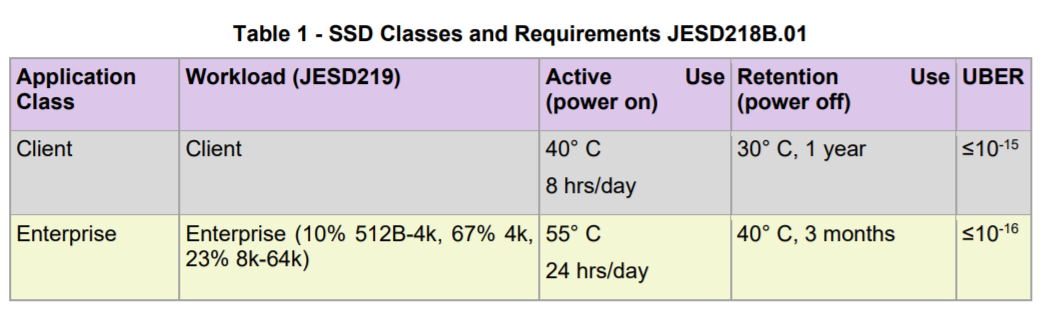 Table 1 - SSD Classes and Requirements JESD218B.01
Application Class
Workload (JESD219)
Active Use (power on)
Retention Use (power off)
UBER
Client
Client
40° C
8 hrs/day
30° C, 1 year
≤10⁻¹⁵
Enterprise
Enterprise (10% 512B-4k, 67% 4k,
23% 8k-64k)
55° C
24 hrs/day
40° C, 3 months
≤10⁻¹⁶